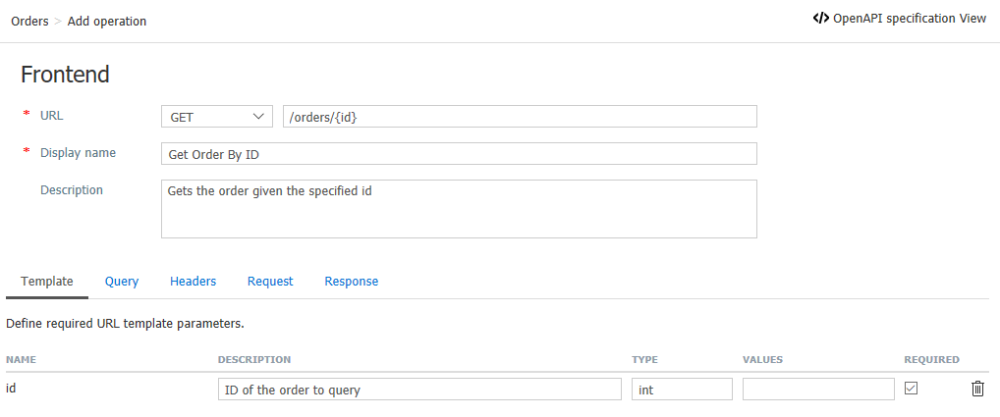 Orders > Add operation
</> OpenAPI specification View
Frontend
* URL GET /orders/{id}
* Display name Get Order By ID
Description Gets the order given the specified id
Template Query Headers Request Response
Define required URL template parameters.
NAME DESCRIPTION TYPE VALUES REQUIRED
id ID of the order to query int